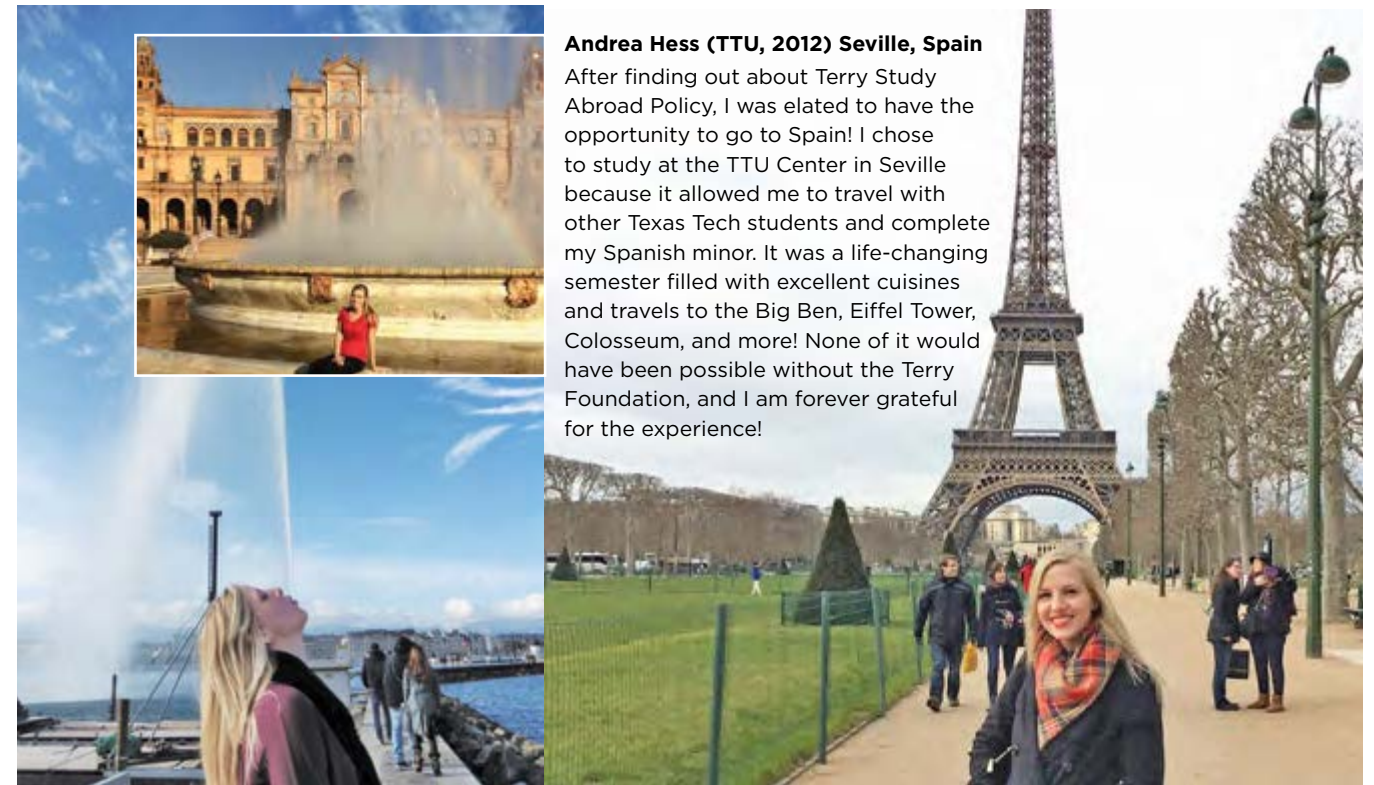 Andrea Hess (TTU, 2012) Seville, Spain
After finding out about Terry Study
Abroad Policy, I was elated to have the
opportunity to go to Spain! I chose
to study at the TTU Center in Seville
because it allowed me to travel with
other Texas Tech students and complete
my Spanish minor. It was a life-changing
semester filled with excellent cuisines
and travels to the Big Ben, Eiffel Tower,
Colosseum, and more! None of it would
have been possible without the Terry
Foundation, and I am forever grateful
for the experience!